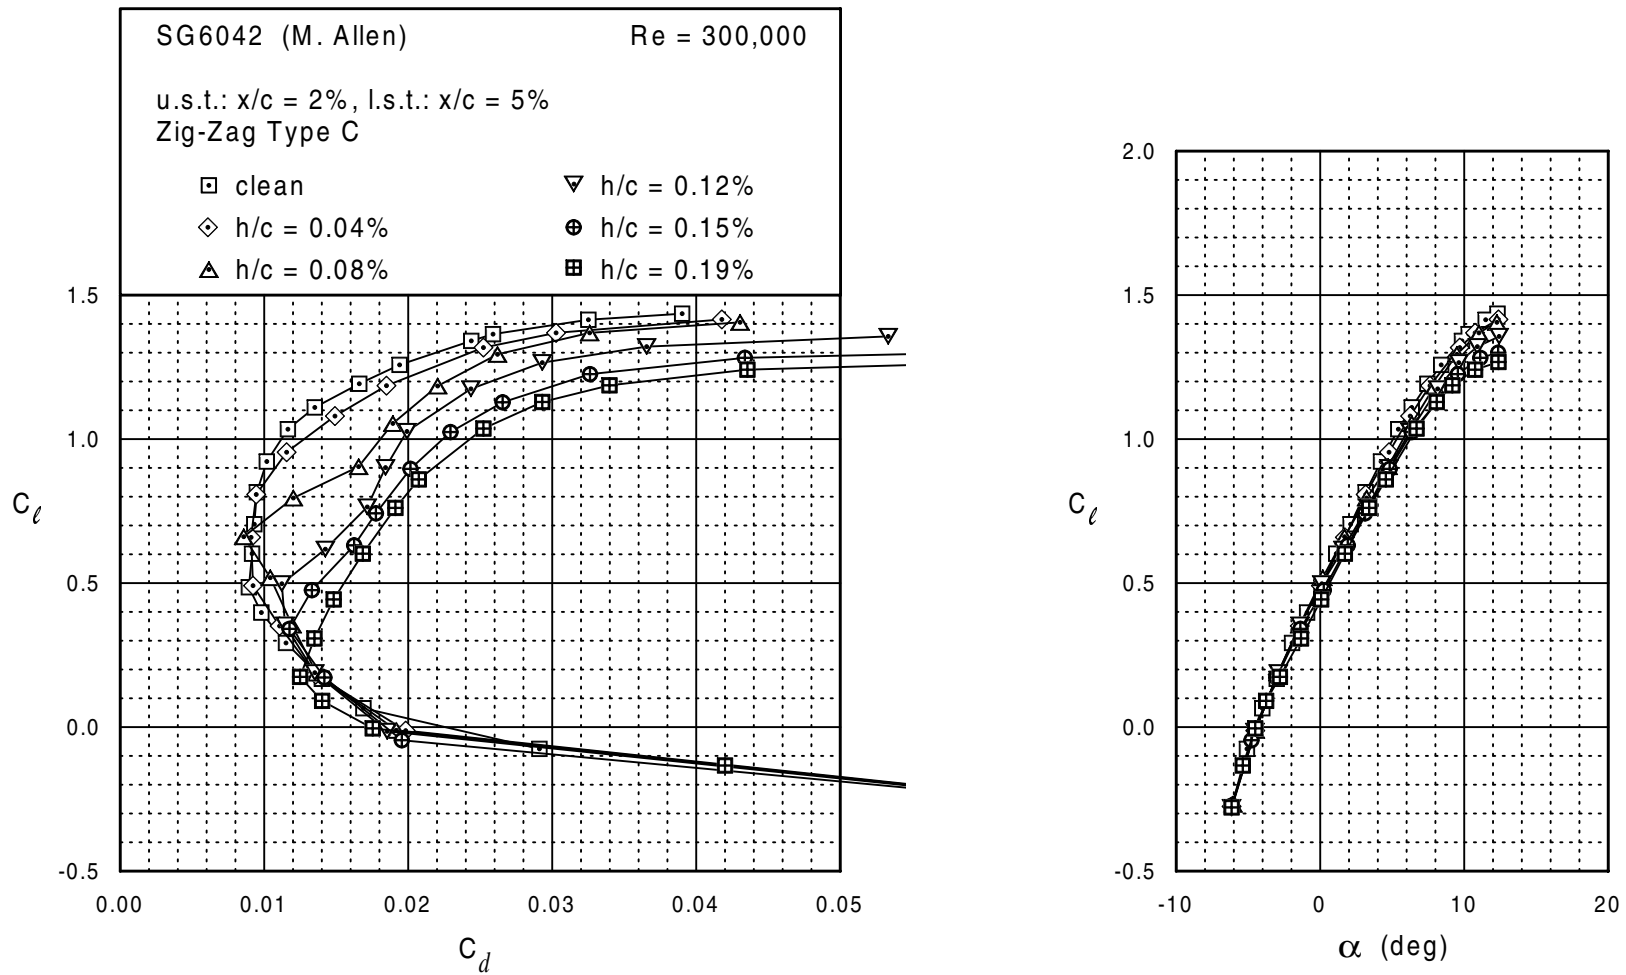 SG6042 (M. Allen) Re = 300,000
u.s.t.: x/c = 2%, l.s.t.: x/c = 5%
Zig-Zag Type C
clean h/c = 0.12%
h/c = 0.04% h/c = 0.15%
h/c = 0.08% h/c = 0.19%
1.5
1.0
0.5
0.0
-0.5
C_ℓ
0.00 0.01 0.02 0.03 0.04 0.05
C_d
2.0
1.5
1.0
0.5
0.0
-0.5
C_ℓ
-10 0 10 20
α (deg)